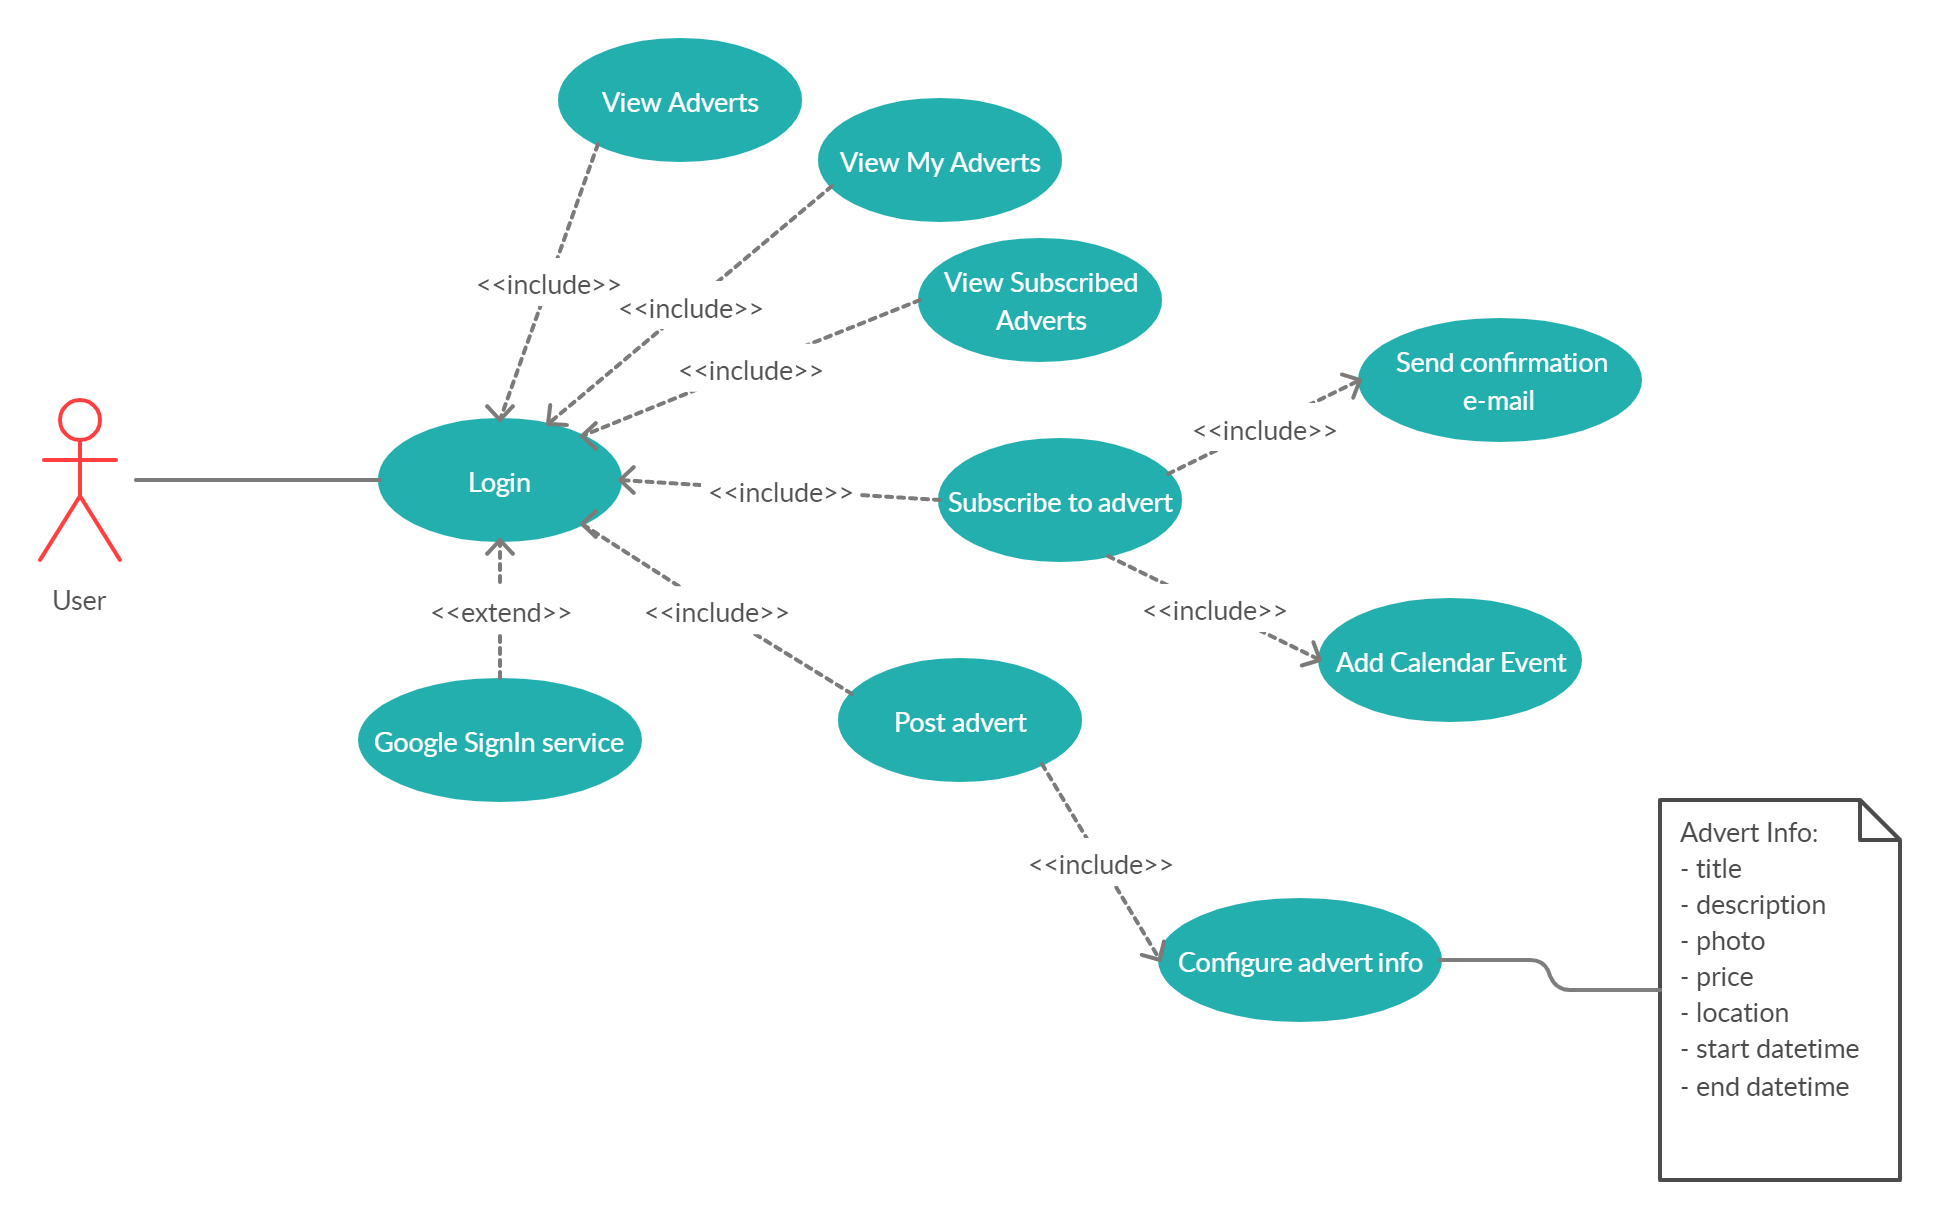 View Adverts
View My Adverts
<<include>>
<<include>>
View Subscribed
Adverts
<<include>>
Send confirmation
e-mail
<<include>>
Login
<<include>>
Subscribe to advert
User
<<extend>>
<<include>>
<<include>>
Add Calendar Event
Google SignIn service
Post advert
<<include>>
Configure advert info
Advert Info:
- title
- description
- photo
- price
- location
- start datetime
- end datetime